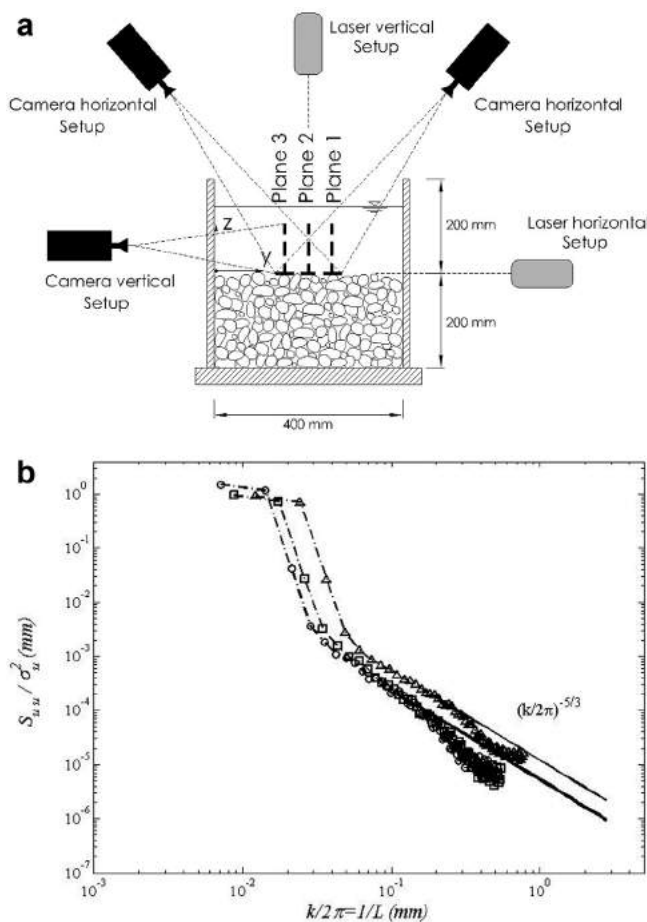 a
Laser vertical
Setup
Camera horizontal
Setup
Camera horizontal
Setup
Plane 3
Plane 2
Plane 1
Z
y
Camera vertical
Setup
200 mm
Laser horizontal
Setup
200 mm
400 mm
b
10^0
10^-1
10^-2
10^-3
10^-4
10^-5
10^-6
S_uu / σ_u^2 (mm)
(k/2π)^-5/3
10^-3
10^-2
10^-1
10^0
k/2π=1/L (mm)